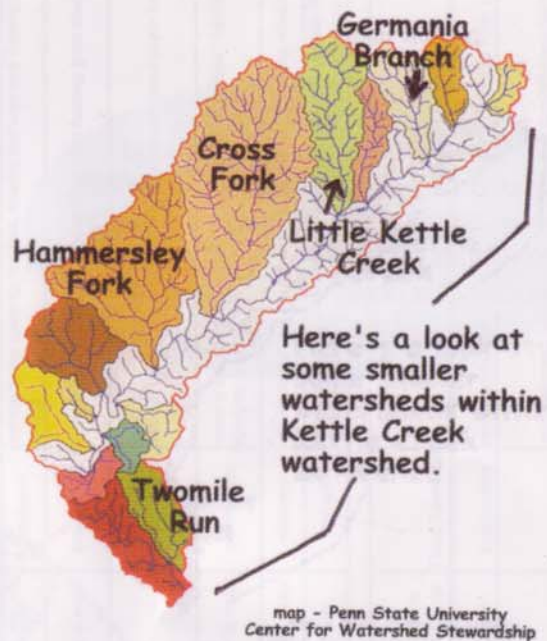 Germania
Branch
Cross
Fork
Little Kettle
Creek
Hammersley
Fork
Here's a look at
some smaller
watersheds within
Kettle Creek
watershed.
Twomile
Run
map - Penn State University
Center for Watershed Stewardship